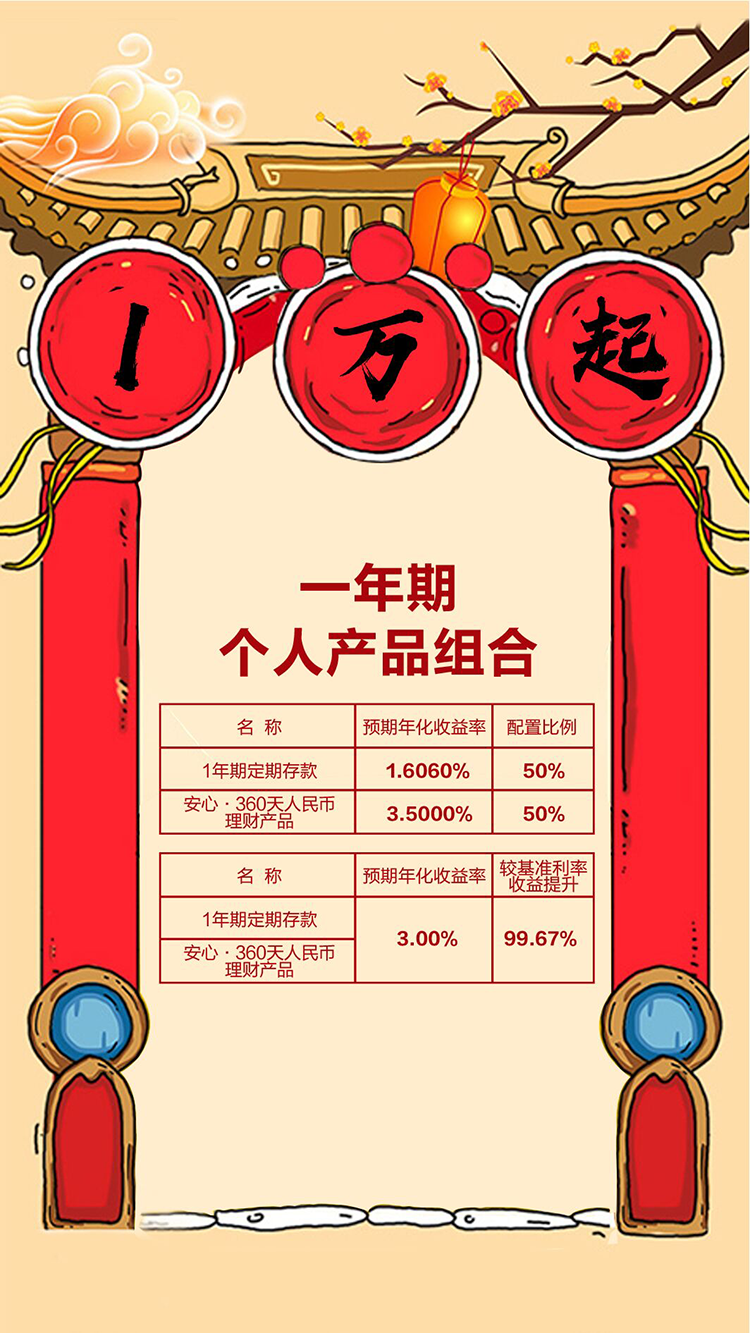 1万起
一年期
个人产品组合
名 称 预期年化收益率 配置比例
1年期定期存款 1.6060% 50%
安心·360天人民币
理财产品 3.5000% 50%
名 称 预期年化收益率 较基准利率
收益提升
1年期定期存款 3.00% 99.67%
安心·360天人民币
理财产品